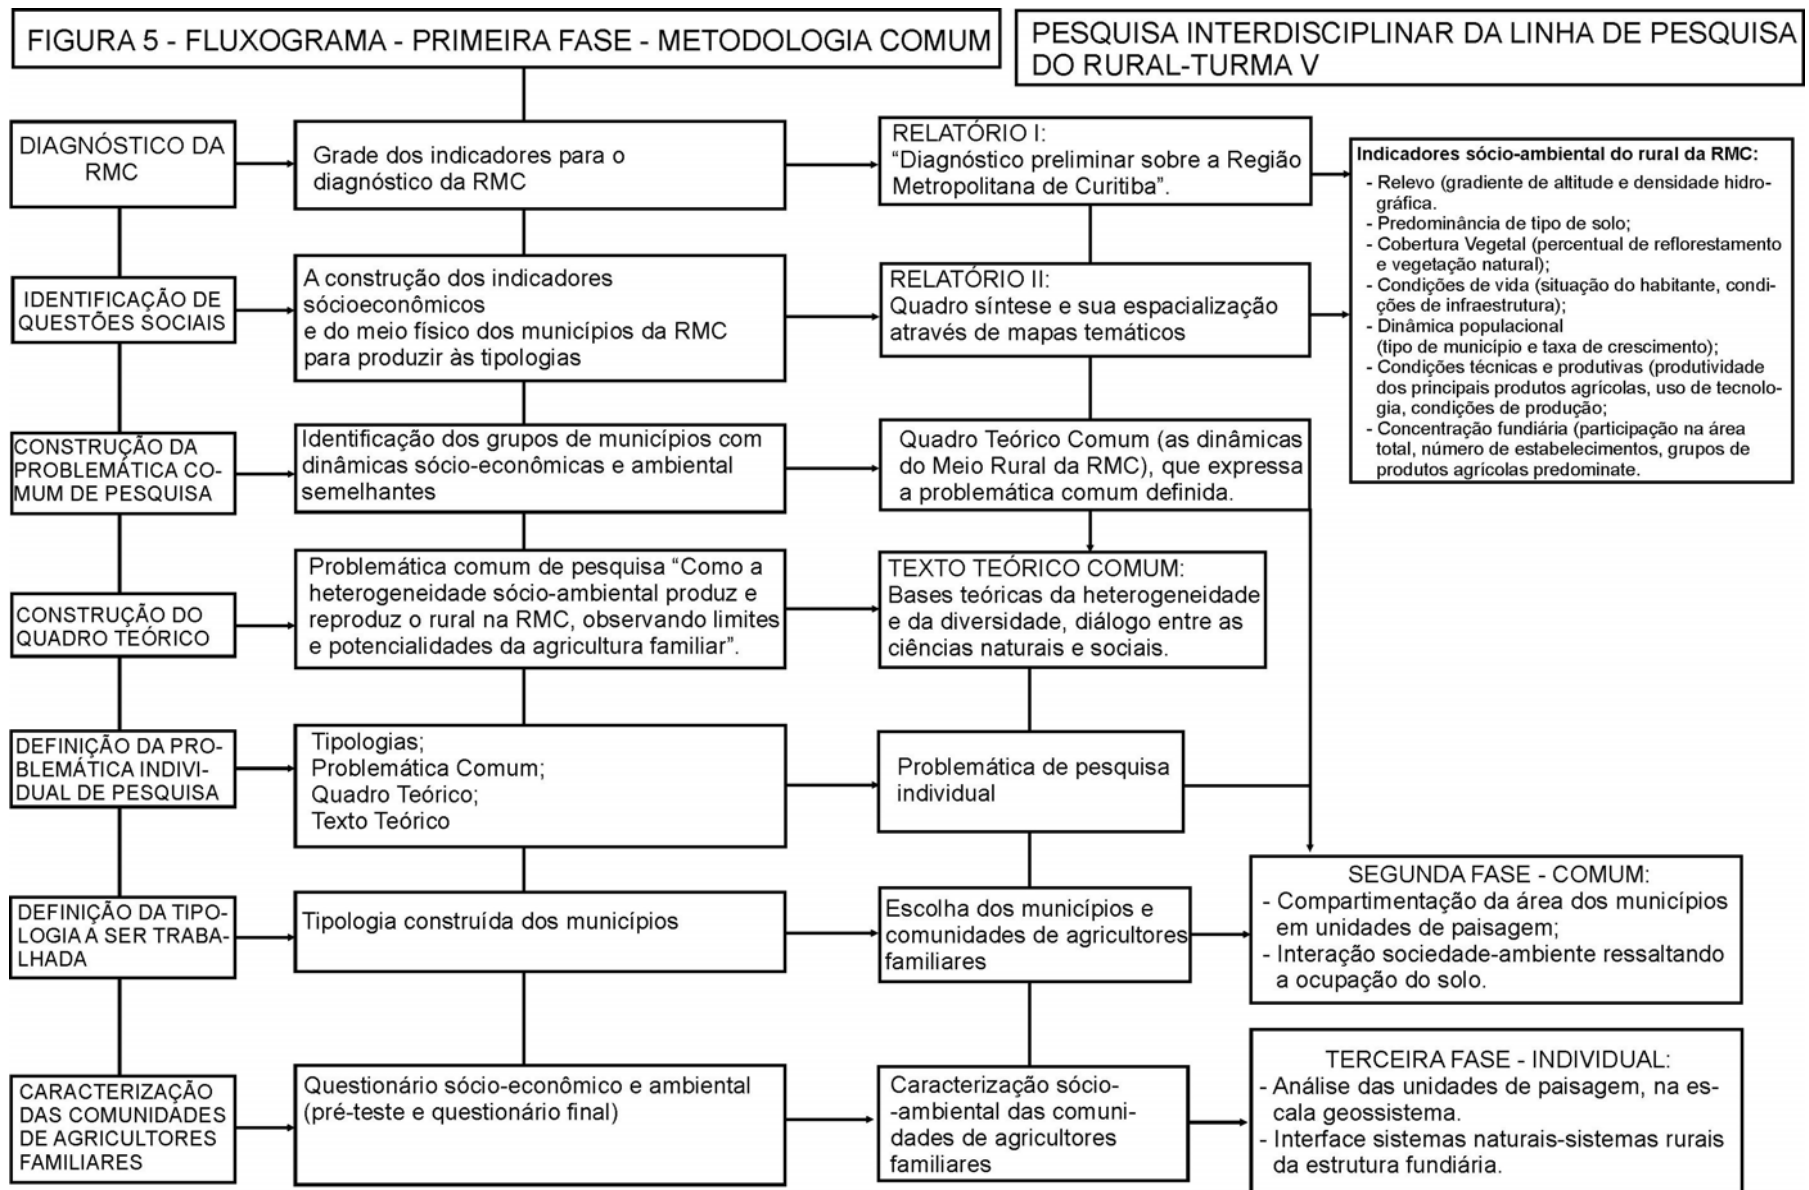 FIGURA 5 - FLUXOGRAMA - PRIMEIRA FASE - METODOLOGIA COMUM
PESQUISA INTERDISCIPLINAR DA LINHA DE PESQUISA
DO RURAL-TURMA V
DIAGNÓSTICO DA
RMC
Grade dos indicadores para o
diagnóstico da RMC
RELATÓRIO I:
“Diagnóstico preliminar sobre a Região
Metropolitana de Curitiba”.
Indicadores sócio-ambiental do rural da RMC:
- Relevo (gradiente de altitude e densidade hidro-
gráfica.
- Predominância de tipo de solo;
- Cobertura Vegetal (percentual de reflorestamento
e vegetação natural);
- Condições de vida (situação do habitante, condi-
ções de infraestrutura);
- Dinâmica populacional
(tipo de município e taxa de crescimento);
- Condições técnicas e produtivas (produtividade
dos principais produtos agrícolas, uso de tecnolo-
gia, condições de produção;
- Concentração fundiária (participação na área
total, número de estabelecimentos, grupos de
produtos agrícolas predominate.
IDENTIFICAÇÃO DE
QUESTÕES SOCIAIS
A construção dos indicadores
sócioeconômicos
e do meio físico dos municípios da RMC
para produzir às tipologias
RELATÓRIO II:
Quadro síntese e sua espacialização
através de mapas temáticos
CONSTRUÇÃO DA
PROBLEMÁTICA CO-
MUM DE PESQUISA
Identificação dos grupos de municípios com
dinâmicas sócio-econômicas e ambiental
semelhantes
Quadro Teórico Comum (as dinâmicas
do Meio Rural da RMC), que expressa
a problemática comum definida.
CONSTRUÇÃO DO
QUADRO TEÓRICO
Problemática comum de pesquisa “Como a
heterogeneidade sócio-ambiental produz e
reproduz o rural na RMC, observando limites
e potencialidades da agricultura familiar”.
TEXTO TEÓRICO COMUM:
Bases teóricas da heterogeneidade
e da diversidade, diálogo entre as
ciências naturais e sociais.
DEFINIÇÃO DA PRO-
BLEMÁTICA INDIVI-
DUAL DE PESQUISA
Tipologias;
Problemática Comum;
Quadro Teórico;
Texto Teórico
Problemática de pesquisa
individual
DEFINIÇÃO DA TIPO-
LOGIA A SER TRABA-
LHADA
Tipologia construída dos municípios
Escolha dos municípios e
comunidades de agricultores
familiares
SEGUNDA FASE - COMUM:
- Compartimentação da área dos municípios
em unidades de paisagem;
- Interação sociedade-ambiente ressaltando
a ocupação do solo.
CARACTERIZAÇÃO
DAS COMUNIDADES
DE AGRICULTORES
FAMILIARES
Questionário sócio-econômico e ambiental
(pré-teste e questionário final)
Caracterização sócio-
-ambiental das comuni-
dades de agricultores
familiares
TERCEIRA FASE - INDIVIDUAL:
- Análise das unidades de paisagem, na es-
cala geossistema.
- Interface sistemas naturais-sistemas rurais
da estrutura fundiária.